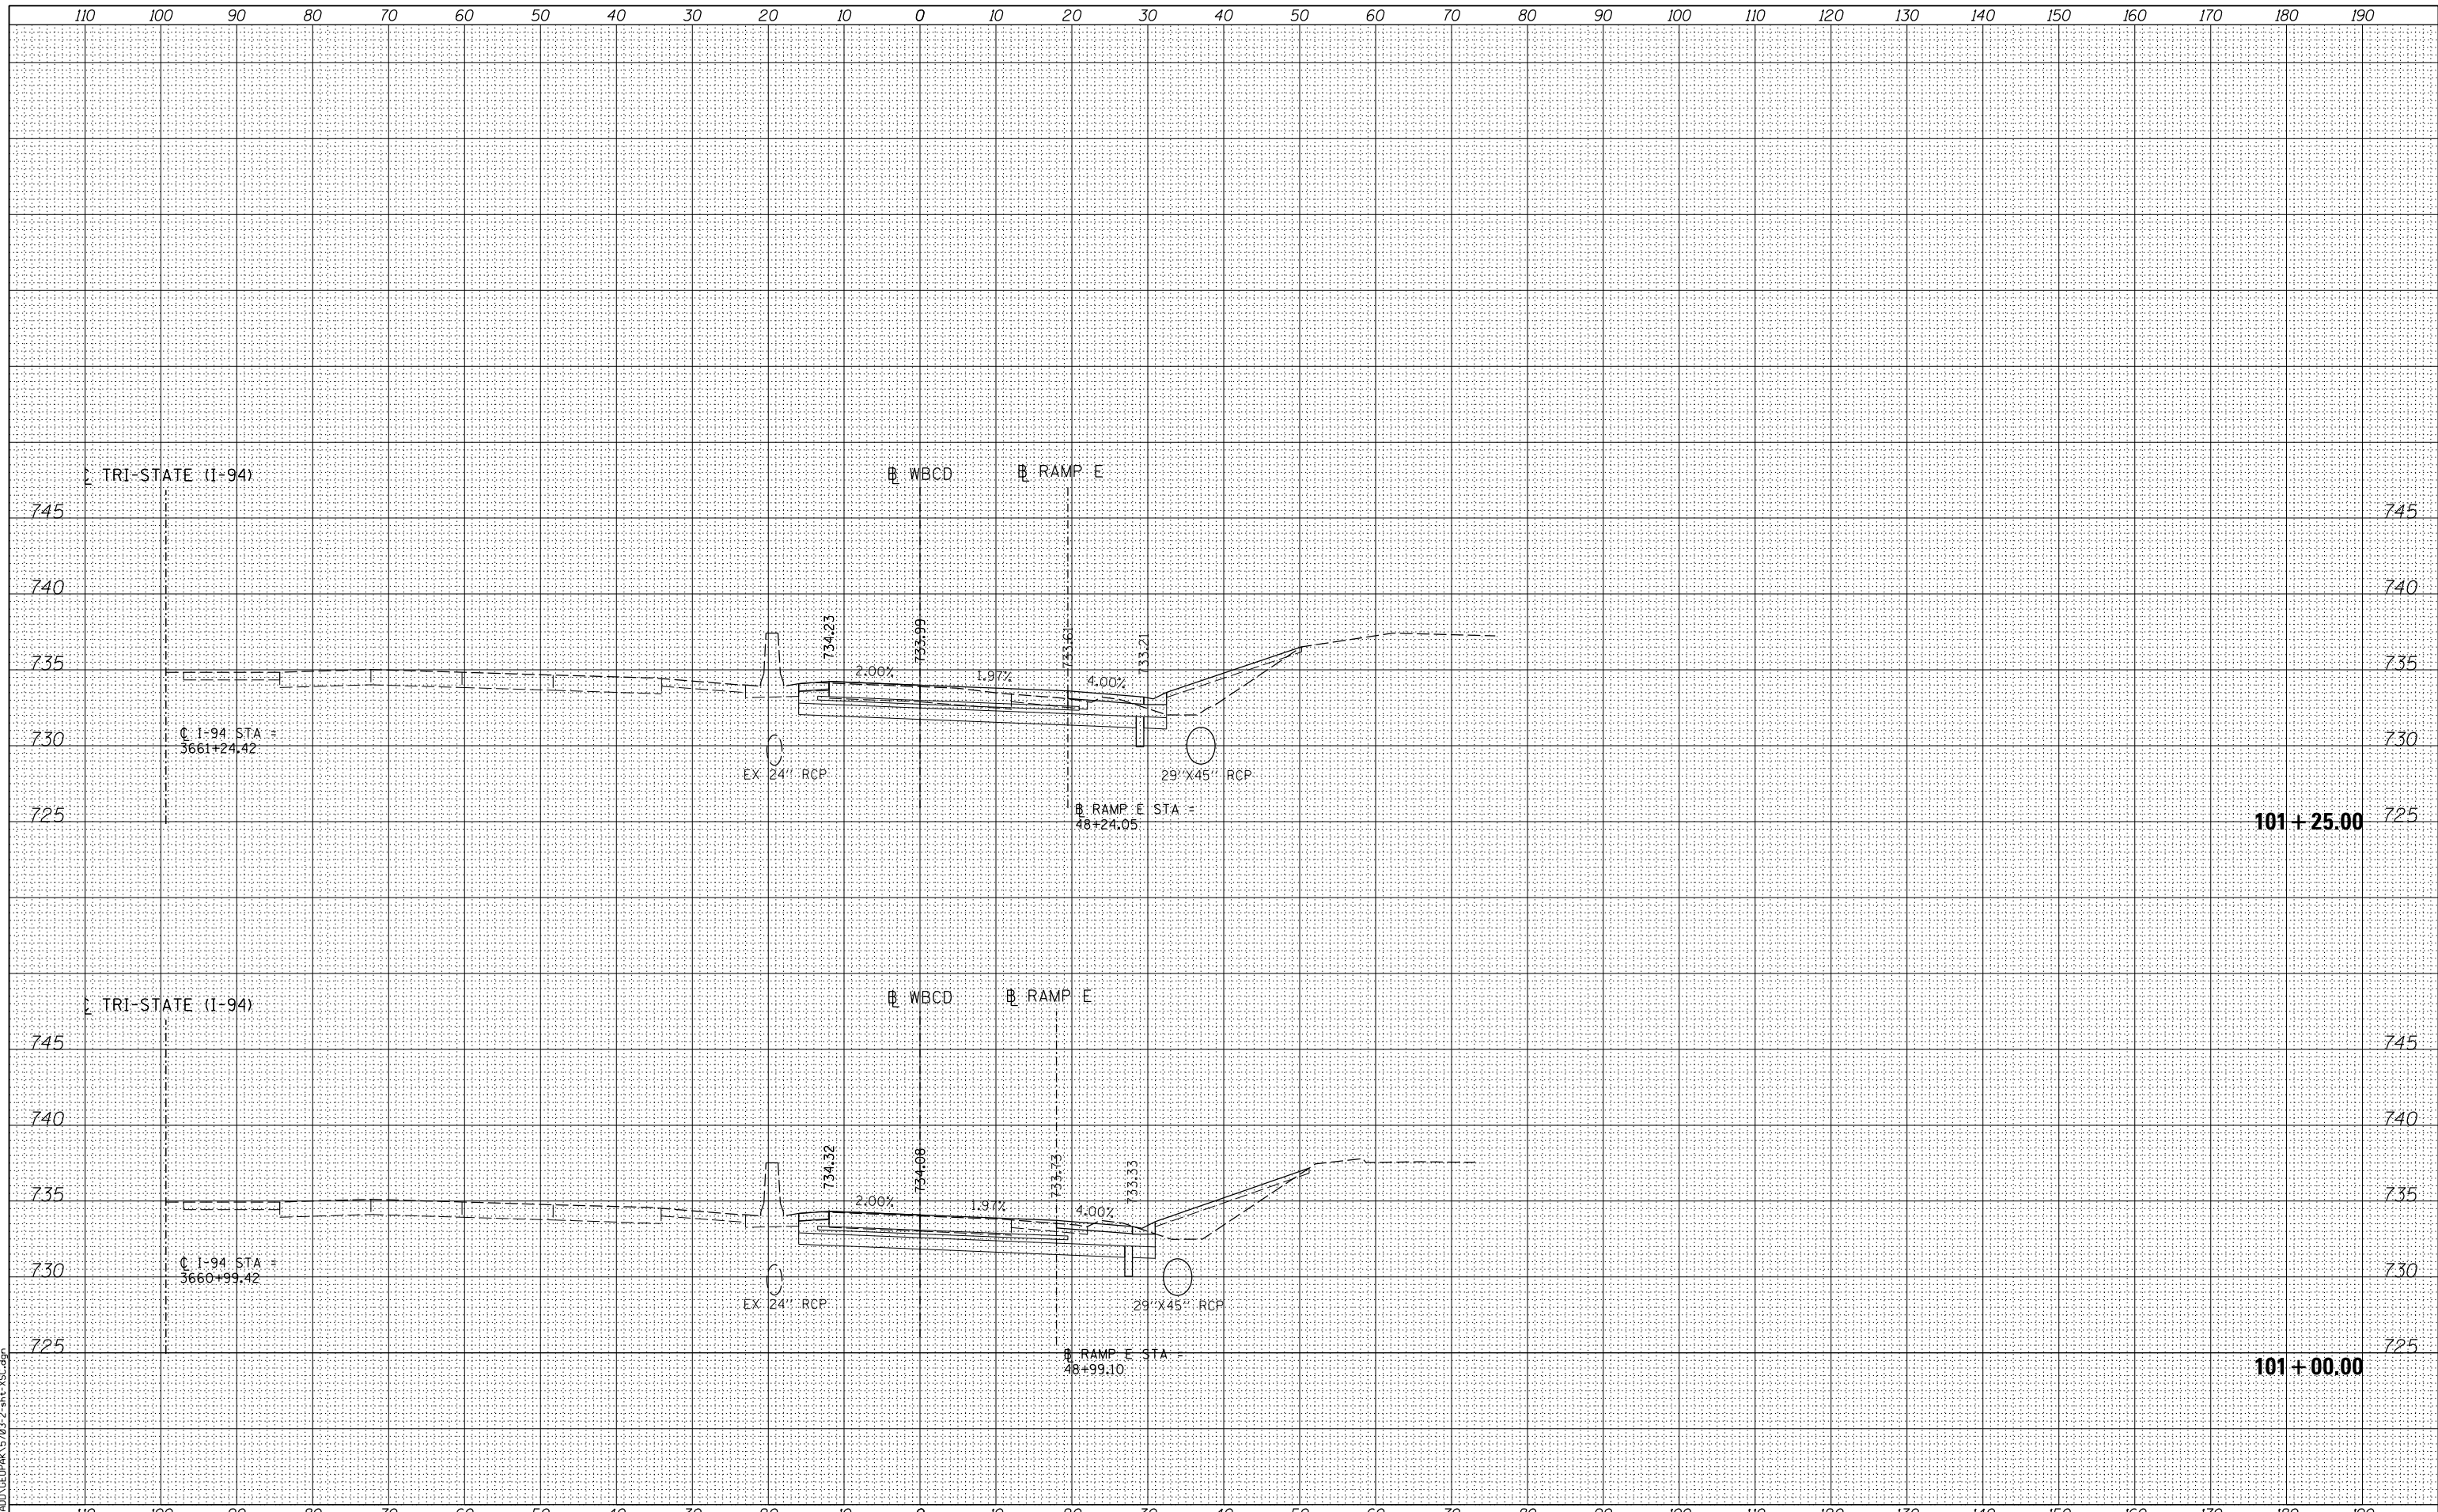 110 100 90 80 70 60 50 40 30 20 10 0 10 20 30 40 50 60 70 80 90 100 110 120 130 140 150 160 170 180 190
℄ TRI-STATE (I-94)
℄ WBCD
℄ RAMP E
745 745
740 740
734.23 733.99 733.61 733.21
735 735
2.00% 1.97% 4.00%
℄ I-94 STA =
3661+24.42
730 730
EX 24'' RCP
29''X45'' RCP
℄ RAMP E STA =
48+24.05
725 725
101+25.00
℄ TRI-STATE (I-94)
℄ WBCD
℄ RAMP E
745 745
740 740
734.32 734.08 733.73 733.33
735 735
2.00% 1.97% 4.00%
℄ I-94 STA =
3660+99.42
730 730
EX 24'' RCP
29''X45'' RCP
725 725
℄ RAMP E STA =
48+99.10
101+00.00